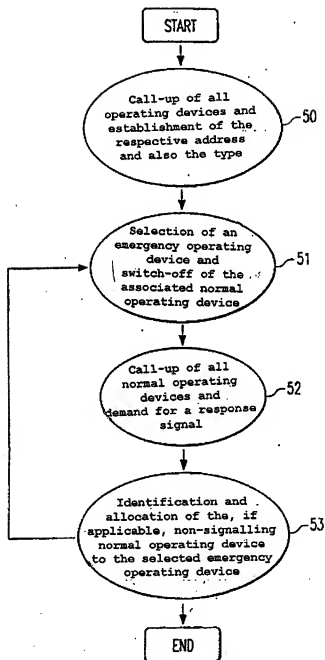 START
Call-up of all
operating devices and
establishment of the
respective address
and also the type
50
Selection of an
emergency operating
device and
switch-off of the
associated normal
operating device
51
Call-up of all
normal operating
devices and
demand for a response
signal
52
Identification and
allocation of the, if
applicable, non-signalling
normal operating device
to the selected emergency
operating device
53
END